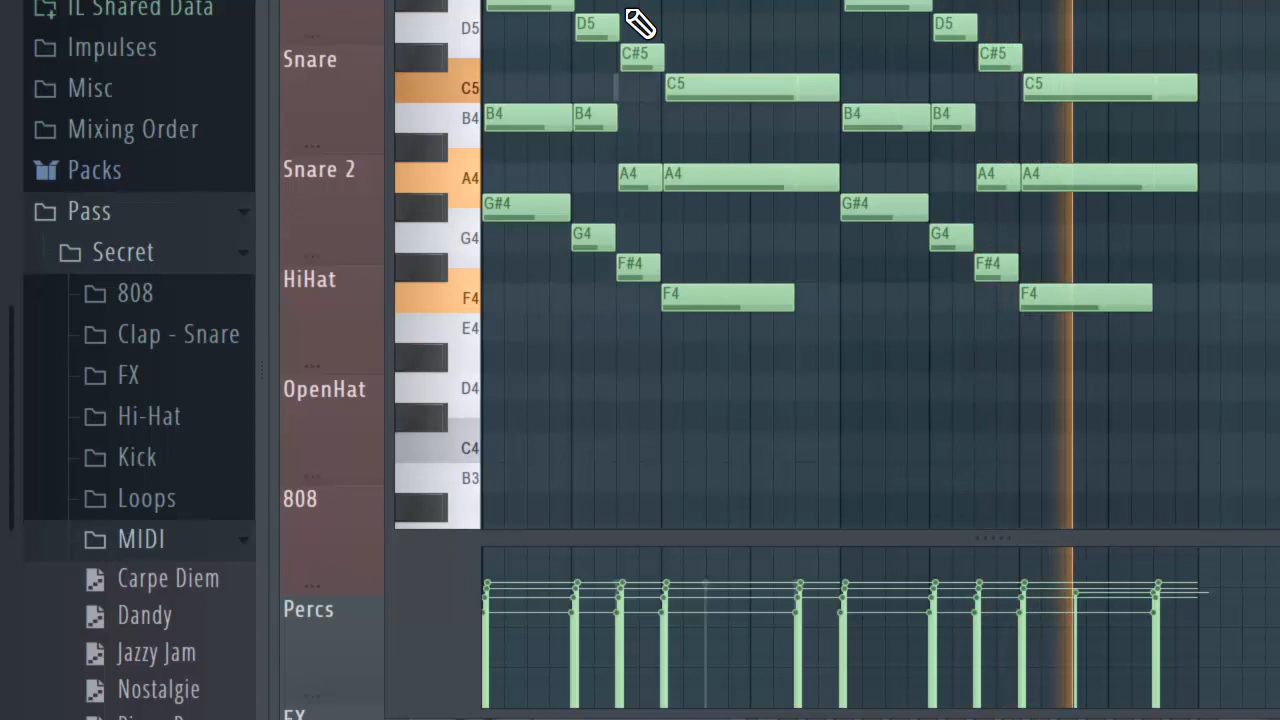 IL Shared Data
Impulses
Misc
Mixing Order
Packs
Pass
Secret
808
Clap - Snare
FX
Hi-Hat
Kick
Loops
MIDI
Carpe Diem
Dandy
Jazzy Jam
Nostalgie
Snare
Snare 2
HiHat
OpenHat
808
Percs
FX
D5
C5
B4
A4
G4
F4
E4
D4
C4
B3
D5 D5
C#5 C#5
C5 C5
B4 B4 B4 B4
A4 A4 A4 A4
G#4 G#4
G4 G4
F#4 F#4
F4 F4